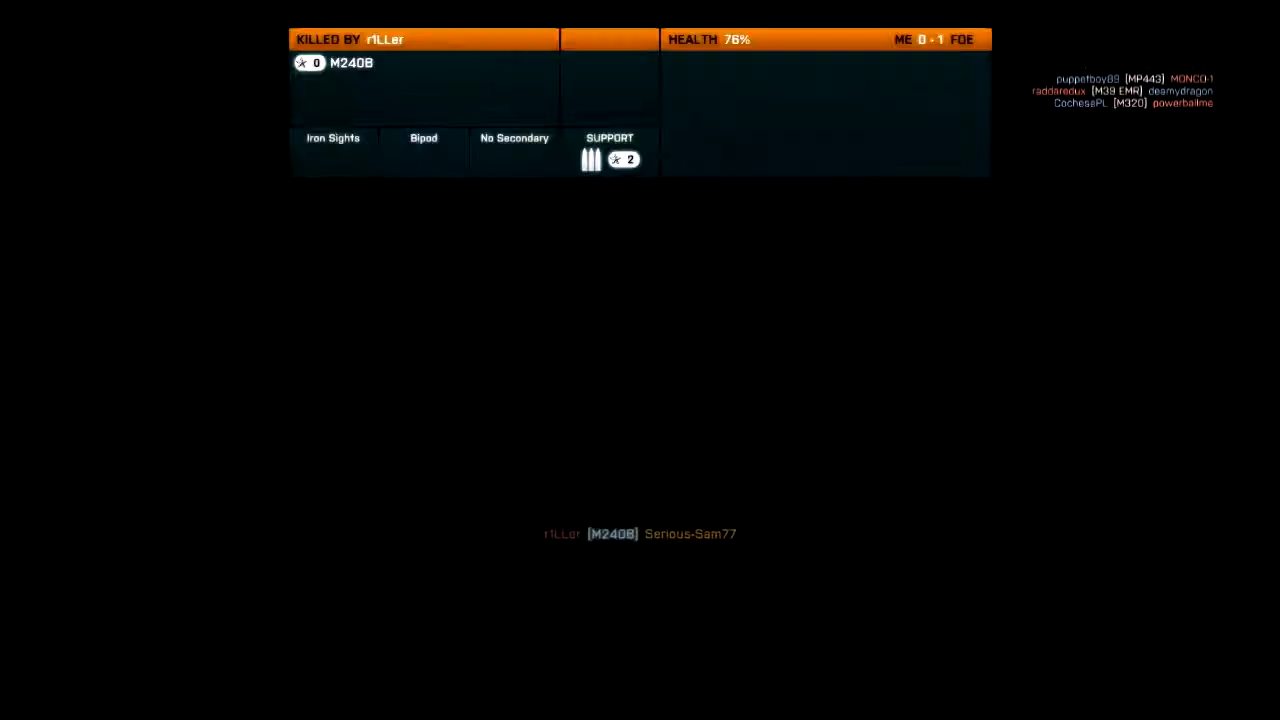 KILLED BY r1LLer
HEALTH 76%
ME 0 - 1 FOE
0 M240B
Iron Sights
Bipod
No Secondary
SUPPORT
2
puppetboy89 [MP443] MONCO-1
raddaredux [M39 EMR] deamydragon
CochesaPL [M320] powerballme
r1LLer [M240B] Serious-Sam77